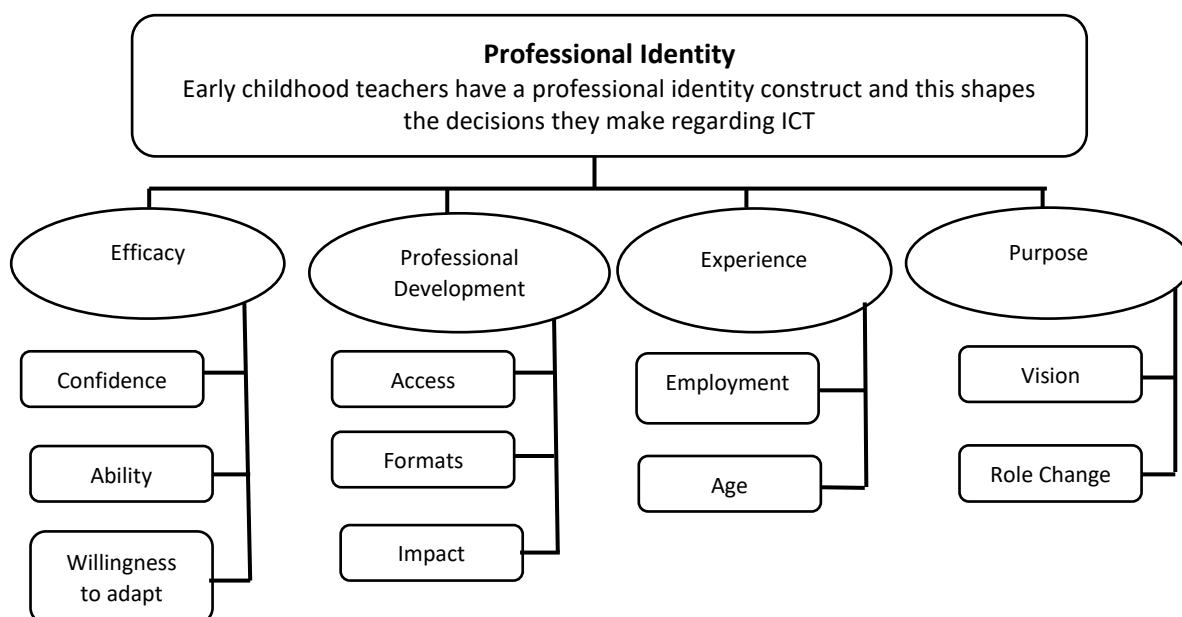 Professional Identity
Early childhood teachers have a professional identity construct and this shapes
the decisions they make regarding ICT
Efficacy
Professional
Development
Experience
Purpose
Confidence
Access
Employment
Vision
Ability
Formats
Age
Role Change
Willingness
to adapt
Impact